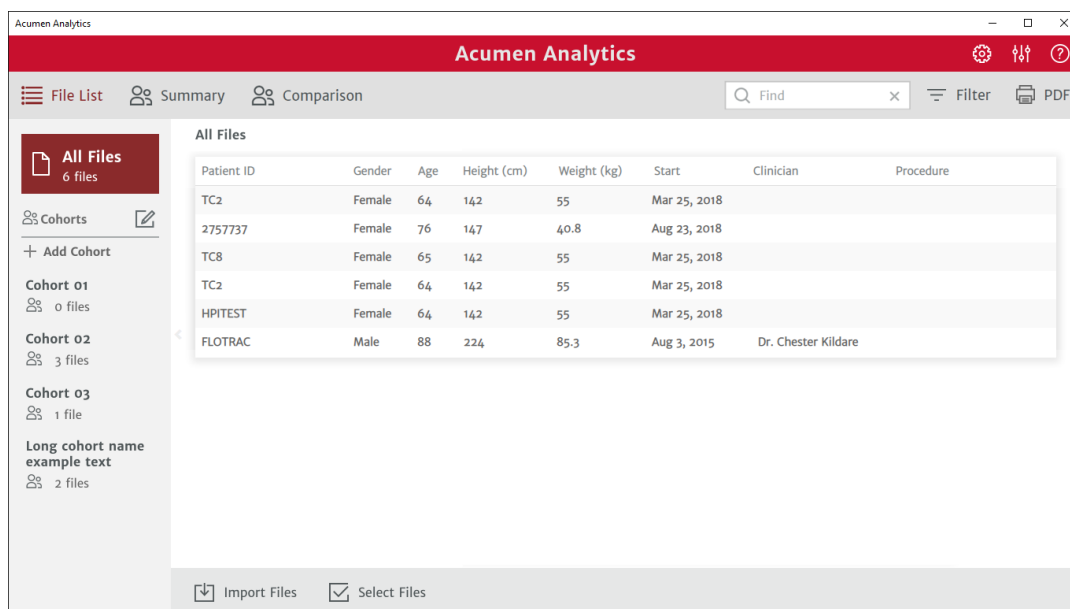 Acumen Analytics
Acumen Analytics
File List Summary Comparison Find Filter PDF
All Files
6 files
Cohorts
Add Cohort
Cohort 01
0 files
Cohort 02
3 files
Cohort 03
1 file
Long cohort name
example text
2 files
All Files
Patient ID Gender Age Height (cm) Weight (kg) Start Clinician Procedure
TC2 Female 64 142 55 Mar 25, 2018
2757737 Female 76 147 40.8 Aug 23, 2018
TC8 Female 65 142 55 Mar 25, 2018
TC2 Female 64 142 55 Mar 25, 2018
HPITEST Female 64 142 55 Mar 25, 2018
FLOTRAC Male 88 224 85.3 Aug 3, 2015 Dr. Chester Kildare
Import Files Select Files